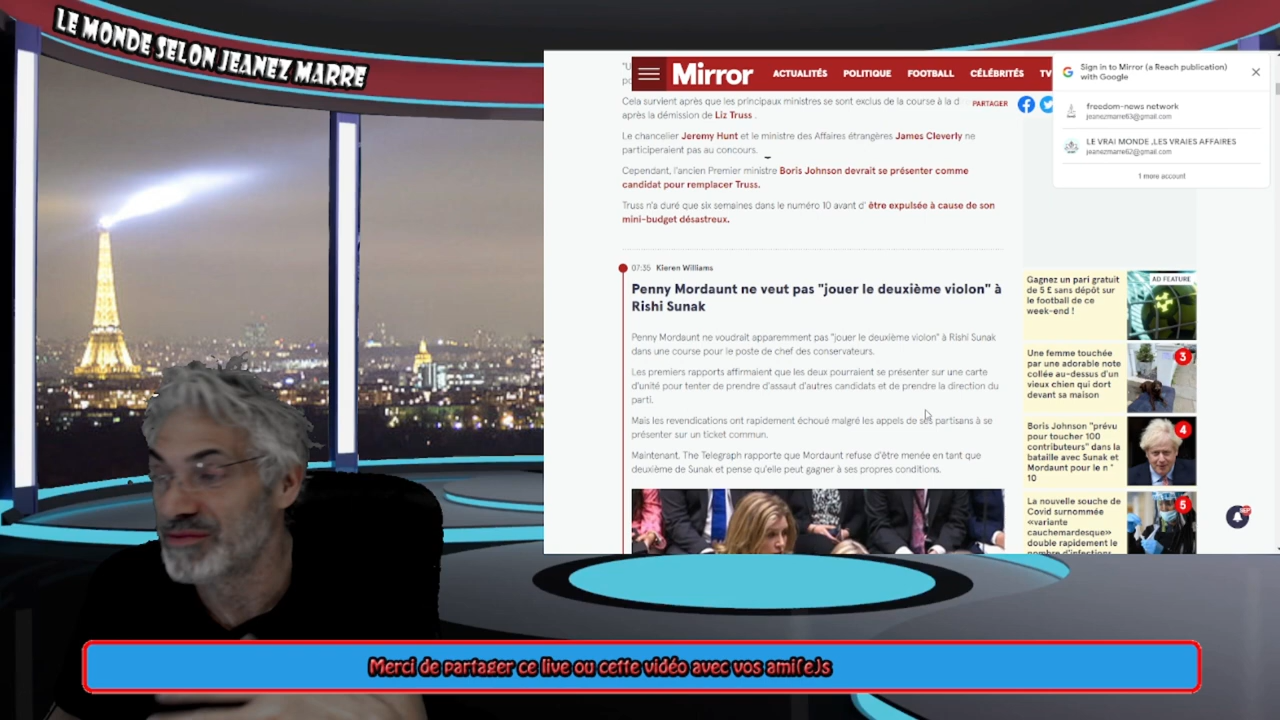 LE MONDE SELON JEANEZ MARRE
Mirror
ACTUALITÉS POLITIQUE FOOTBALL CÉLÉBRITÉS TV
Cela survient après que les principaux ministres se sont exclus de la course à la d
après la démission de Liz Truss .
PARTAGER
Le chancelier Jeremy Hunt et le ministre des Affaires étrangères James Cleverly ne
participeraient pas au concours.
Cependant, l'ancien Premier ministre Boris Johnson devrait se présenter comme
candidat pour remplacer Truss.
Truss n'a duré que six semaines dans le numéro 10 avant d' être expulsée à cause de son
mini-budget désastreux.
07:35 Kieren Williams
Penny Mordaunt ne veut pas "jouer le deuxième violon" à
Rishi Sunak
Penny Mordaunt ne voudrait apparemment pas "jouer le deuxième violon" à Rishi Sunak
dans une course pour le poste de chef des conservateurs.
Les premiers rapports affirmaient que les deux pourraient se présenter sur une carte
d'unité pour tenter de prendre d'assaut d'autres candidats et de prendre la direction du
parti.
Mais les revendications ont rapidement échoué malgré les appels de ses partisans à se
présenter sur un ticket commun.
Maintenant, The Telegraph rapporte que Mordaunt refuse d'être menée en tant que
deuxième de Sunak et pense qu'elle peut gagner à ses propres conditions.
Sign in to Mirror (a Reach publication)
with Google
freedom-news network
jeanezmarre63@gmail.com
LE VRAI MONDE ,LES VRAIES AFFAIRES
jeanezmarre62@gmail.com
1 more account
Gagnez un pari gratuit
de 5 £ sans dépôt sur
le football de ce
week-end !
AD FEATURE
Une femme touchée
par une adorable note
collée au-dessus d'un
vieux chien qui dort
devant sa maison
3
Boris Johnson "prévu
pour toucher 100
contributeurs" dans la
bataille avec Sunak et
Mordaunt pour le n °
10
4
La nouvelle souche de
Covid surnommée
«variante
cauchemardesque»
double rapidement le
nombre d'infections
5
Merci de partager ce live ou cette vidéo avec vos ami(e)s